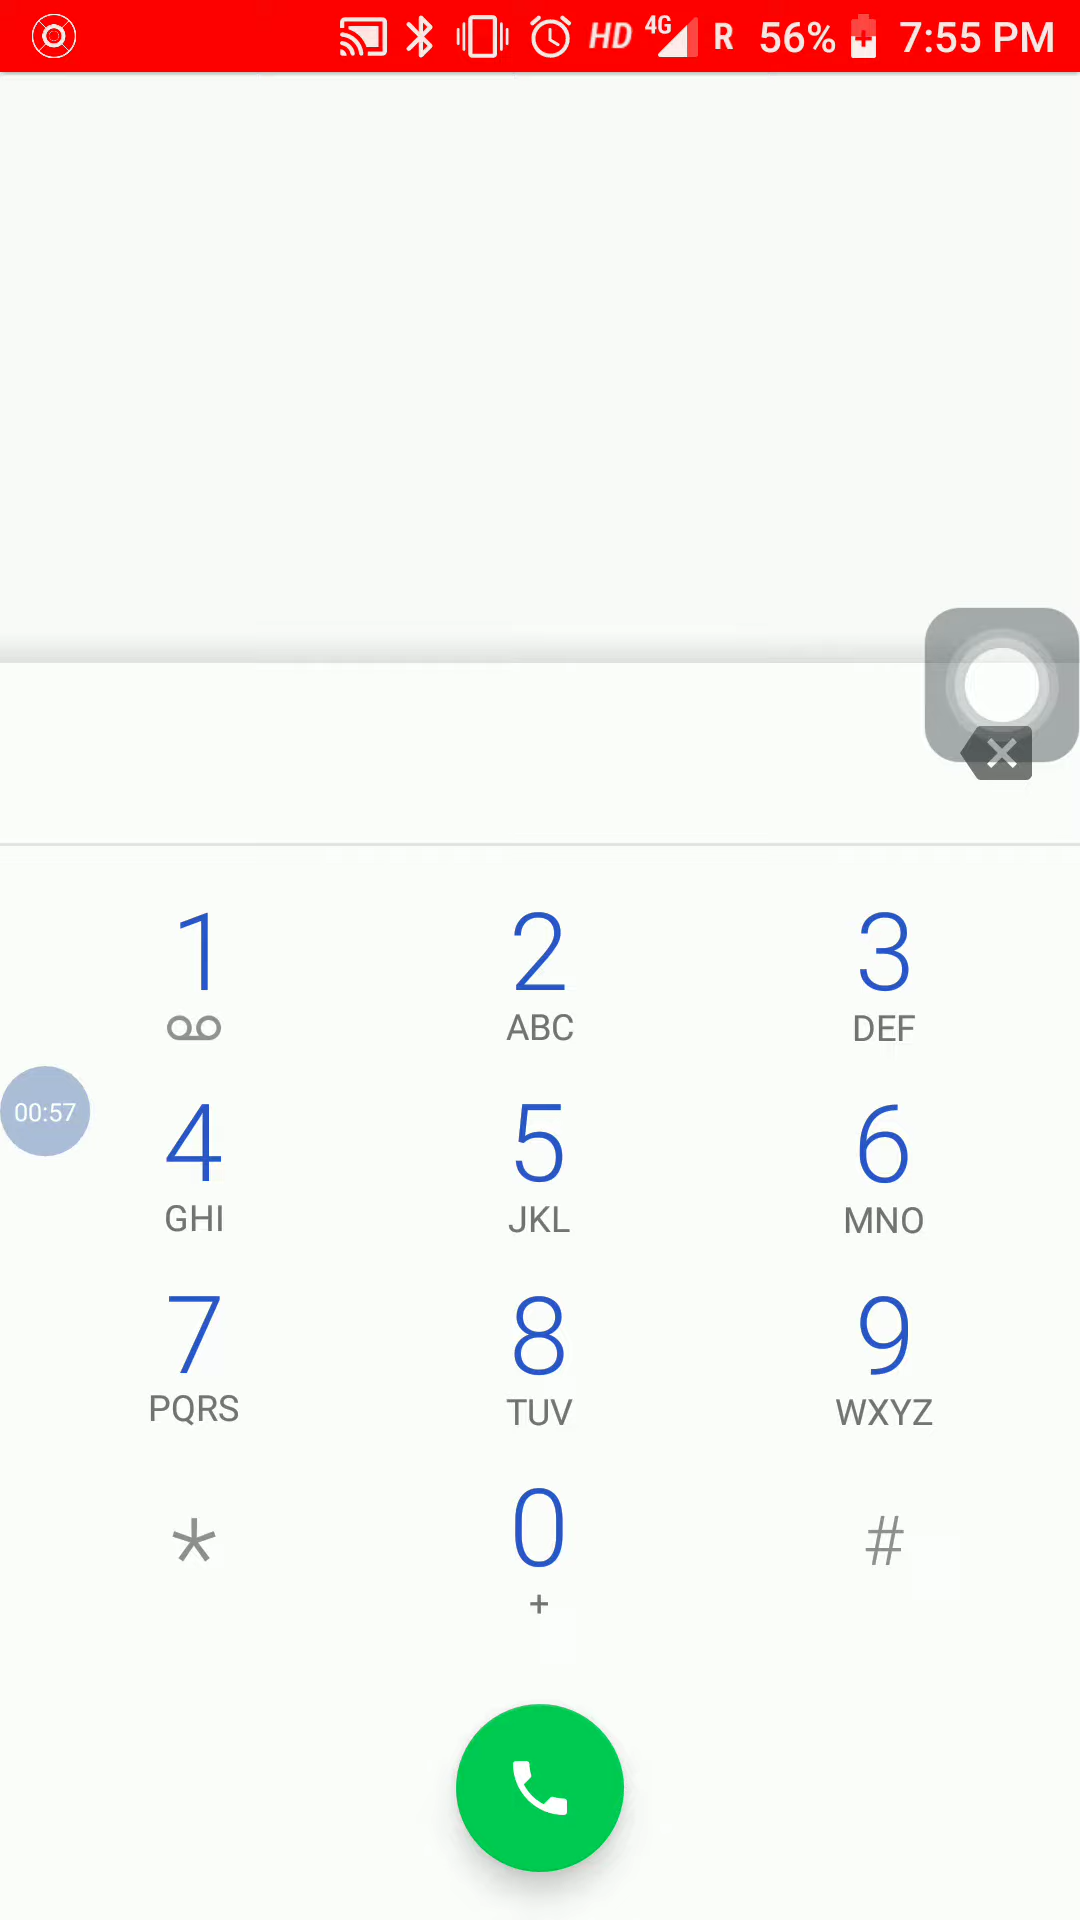 HD 4G R 56% 7:55 PM
1 2 3
ABC DEF
00:57
4 5 6
GHI JKL MNO
7 8 9
PQRS TUV WXYZ
* 0 #
+